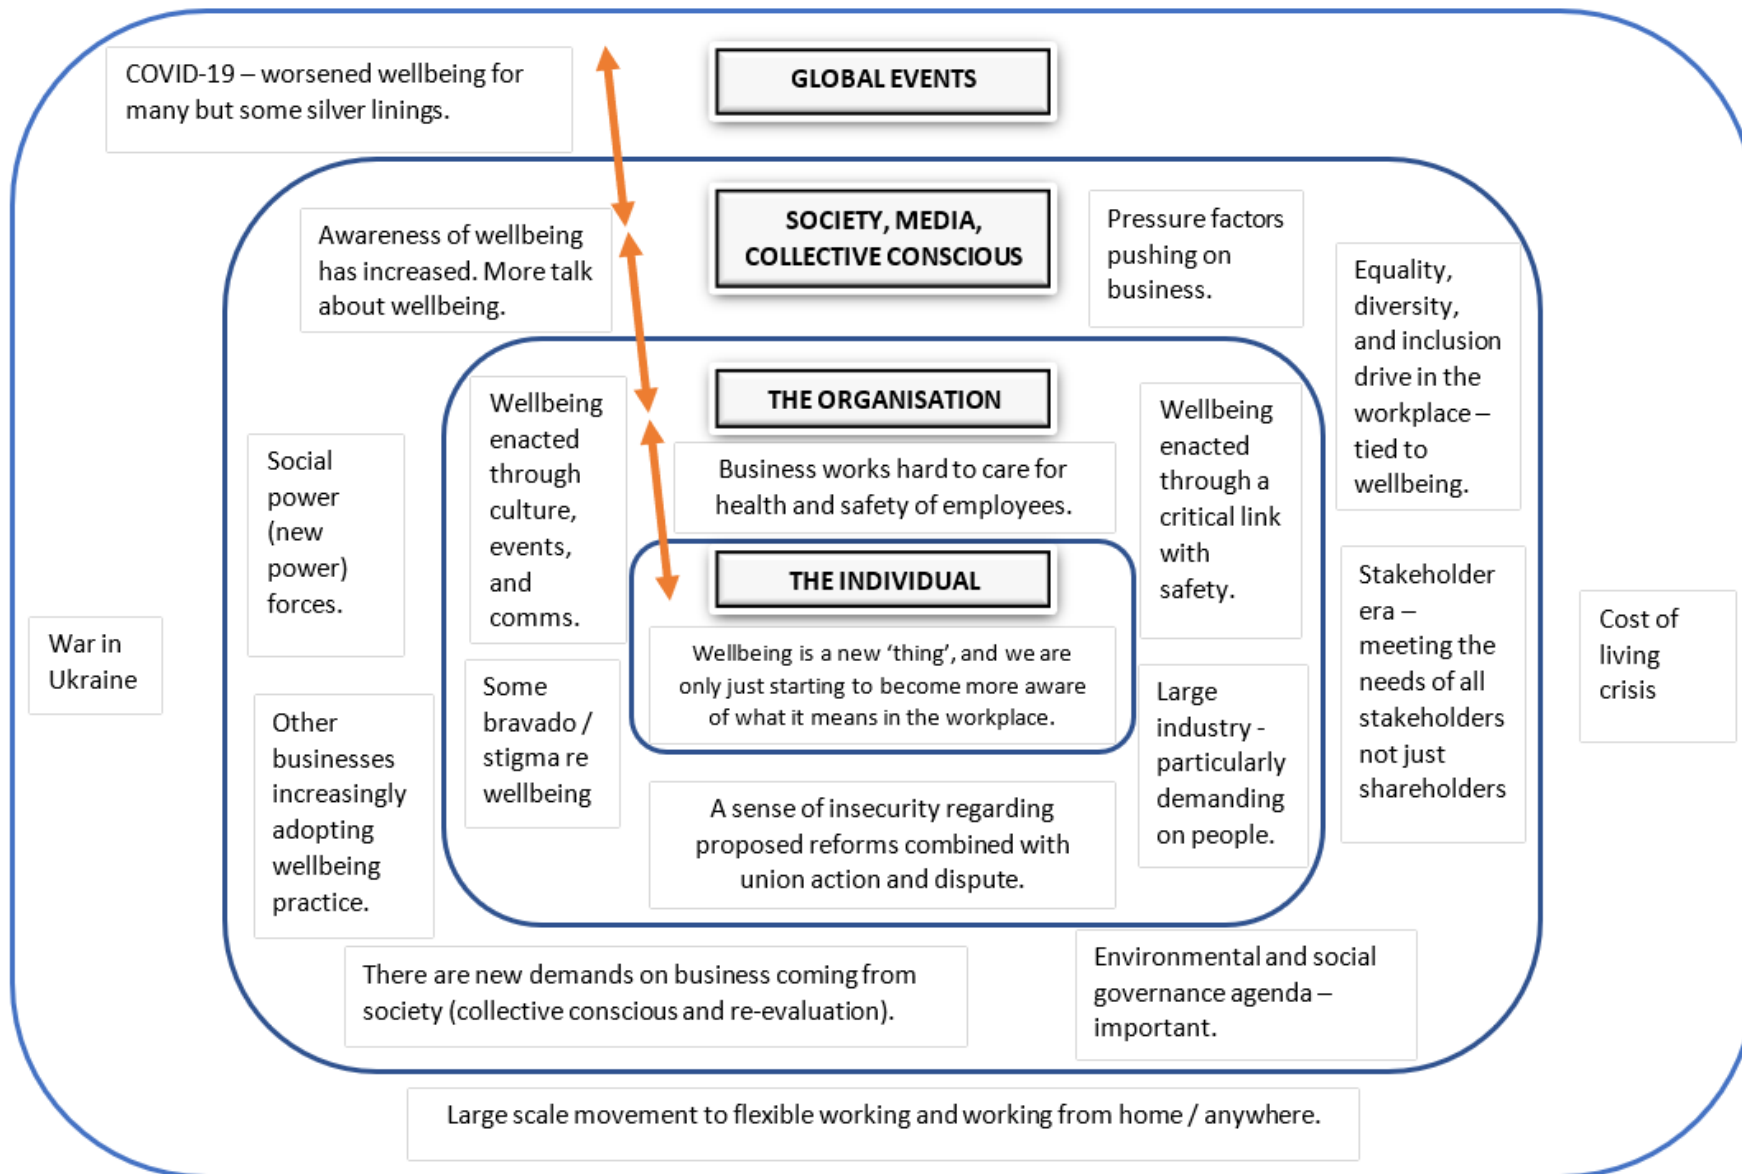 COVID-19 – worsened wellbeing for
many but some silver linings.
GLOBAL EVENTS
SOCIETY, MEDIA,
COLLECTIVE CONSCIOUS
Awareness of wellbeing
has increased. More talk
about wellbeing.
Pressure factors
pushing on
business.
Equality,
diversity,
and inclusion
drive in the
workplace –
tied to
wellbeing.
THE ORGANISATION
Wellbeing
enacted
through
culture,
events,
and
comms.
Business works hard to care for
health and safety of employees.
Wellbeing
enacted
through a
critical link
with
safety.
Social
power
(new
power)
forces.
THE INDIVIDUAL
Wellbeing is a new ‘thing’, and we are
only just starting to become more aware
of what it means in the workplace.
Stakeholder
era –
meeting the
needs of all
stakeholders
not just
shareholders
War in
Ukraine
Cost of
living
crisis
Some
bravado /
stigma re
wellbeing
Large
industry -
particularly
demanding
on people.
Other
businesses
increasingly
adopting
wellbeing
practice.
A sense of insecurity regarding
proposed reforms combined with
union action and dispute.
There are new demands on business coming from
society (collective conscious and re-evaluation).
Environmental and social
governance agenda –
important.
Large scale movement to flexible working and working from home / anywhere.